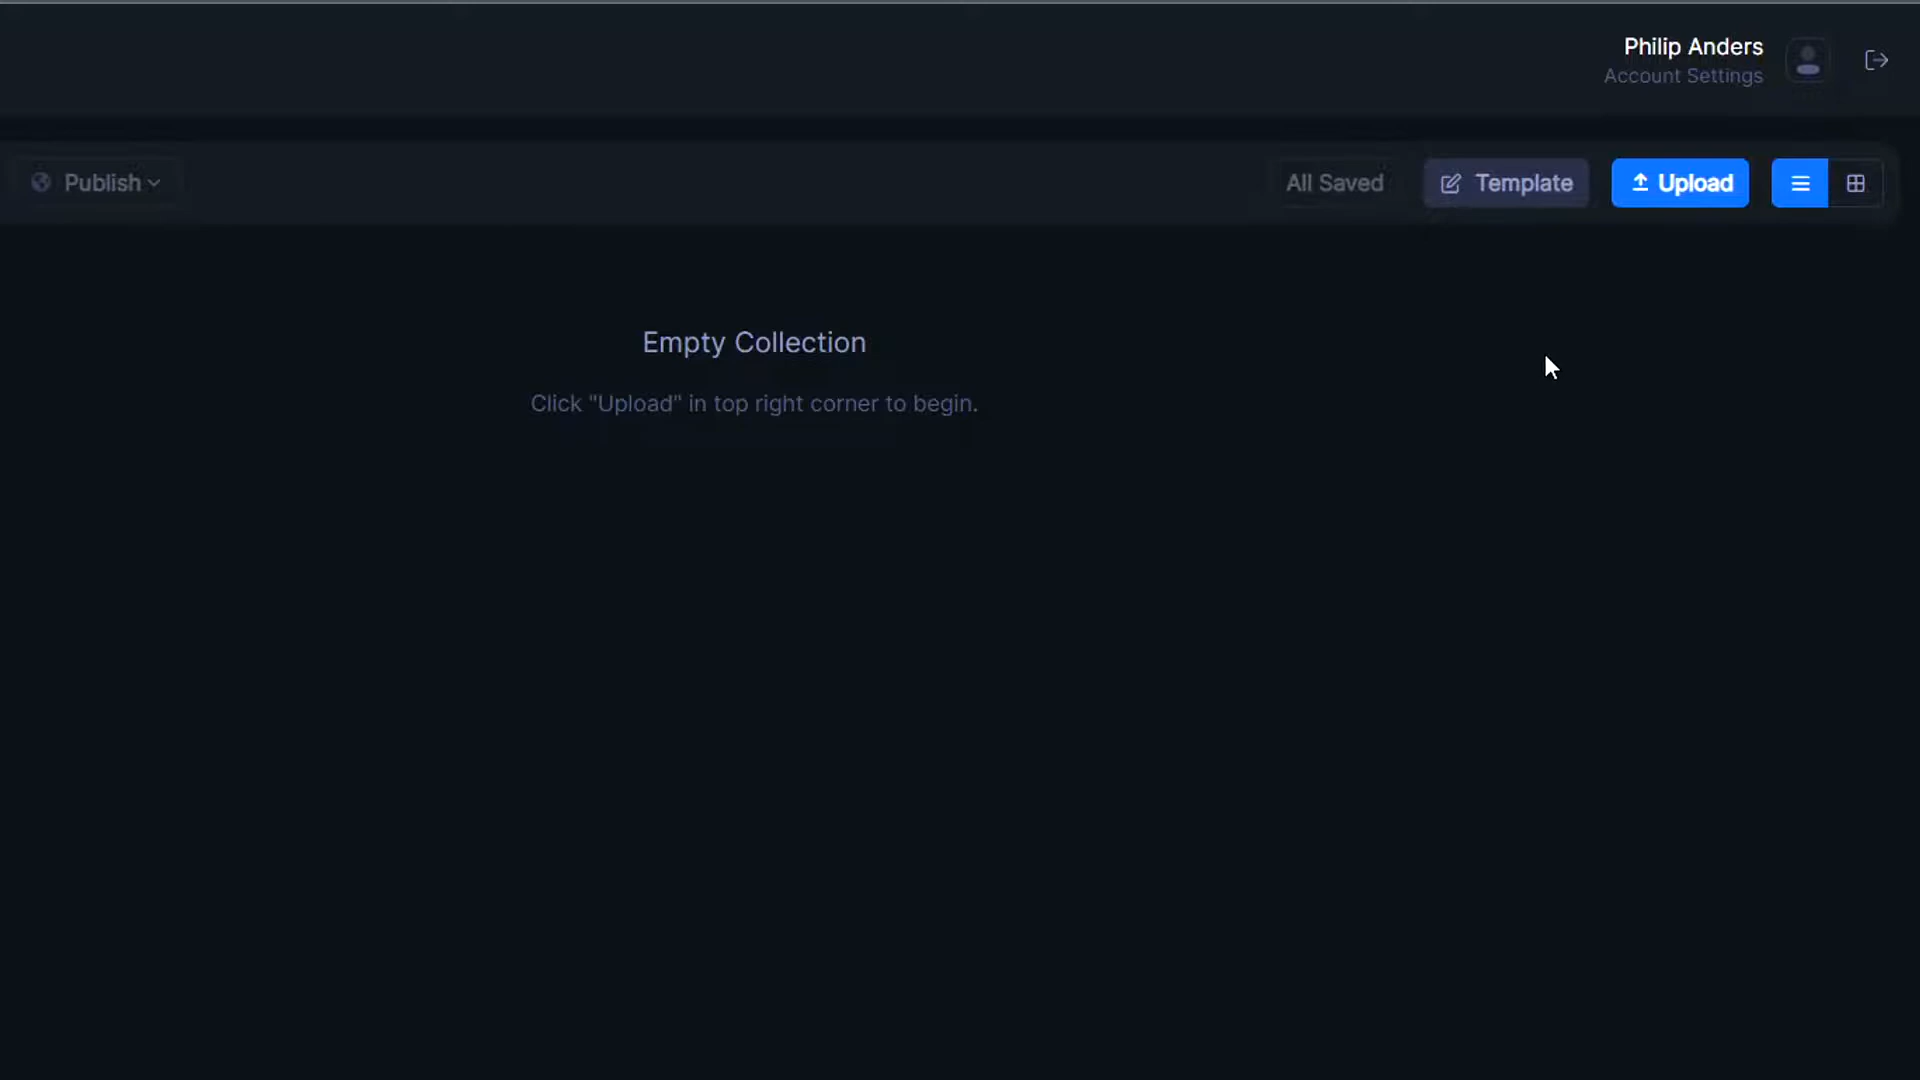 Philip Anders
Account Settings
Publish
All Saved
Template
Upload
Empty Collection
Click "Upload" in top right corner to begin.